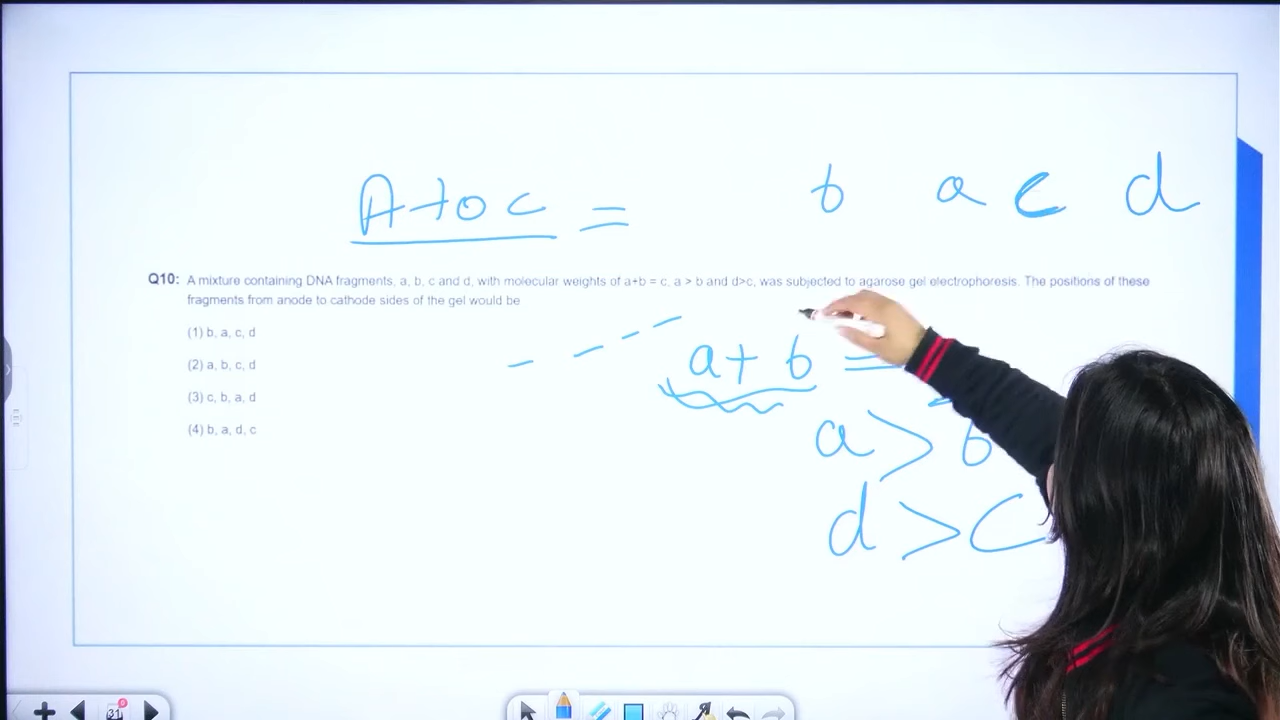 A to c = b a c d
Q10: A mixture containing DNA fragments, a, b, c and d, with molecular weights of a+b = c, a > b and d>c, was subjected to agarose gel electrophoresis. The positions of these
fragments from anode to cathode sides of the gel would be
(1) b, a, c, d
(2) a, b, c, d
a + b =
(3) c, b, a, d
(4) b, a, d, c
a > b
d > c
31